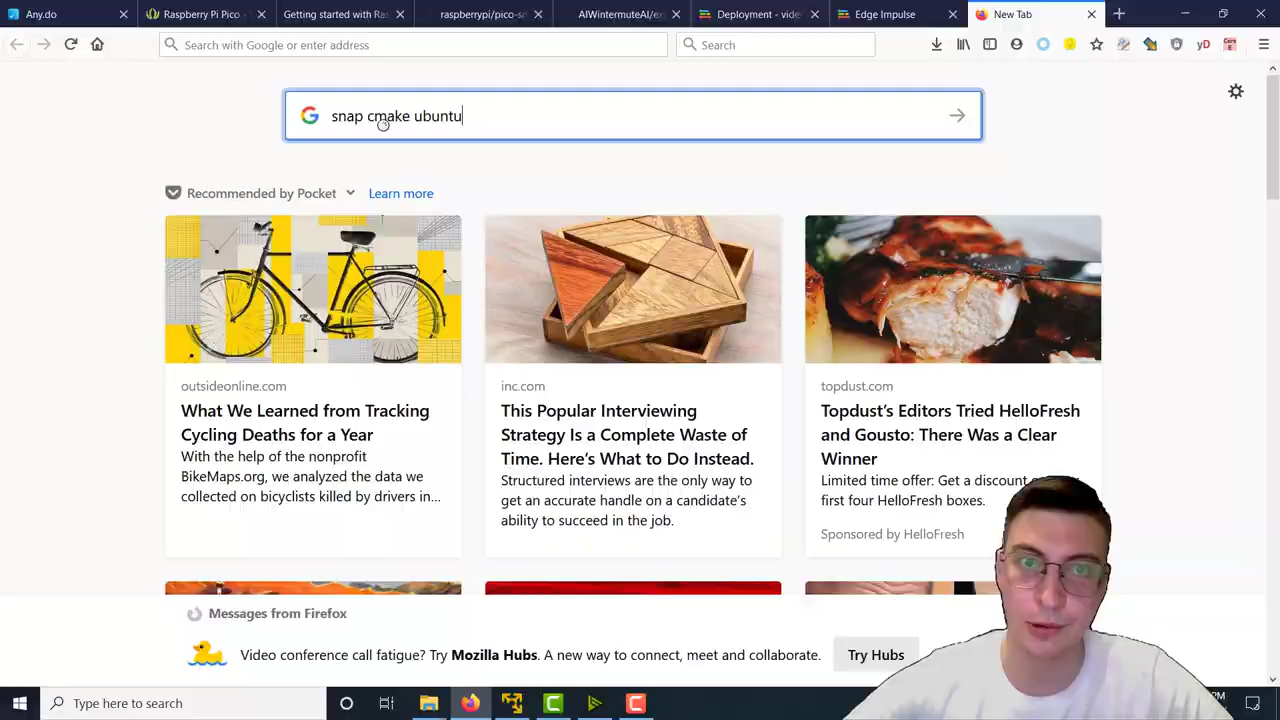 Any.do
Raspberry Pi Pico -
Getting started with Ras
raspberrypi/pico-sn
AIWintermuteAI/ex
Deployment - vide
Edge Impulse
New Tab
Search with Google or enter address
Search
snap cmake ubuntu
Recommended by Pocket
Learn more
outsideonline.com
What We Learned from Tracking
Cycling Deaths for a Year
With the help of the nonprofit
BikeMaps.org, we analyzed the data we
collected on bicyclists killed by drivers in...
inc.com
This Popular Interviewing
Strategy Is a Complete Waste of
Time. Here's What to Do Instead.
Structured interviews are the only way to
get an accurate handle on a candidate's
ability to succeed in the job.
topdust.com
Topdust's Editors Tried HelloFresh
and Gousto: There Was a Clear
Winner
Limited time offer: Get a discount
first four HelloFresh boxes.
Sponsored by HelloFresh
Messages from Firefox
Video conference call fatigue? Try Mozilla Hubs. A new way to connect, meet and collaborate.
Try Hubs
Type here to search